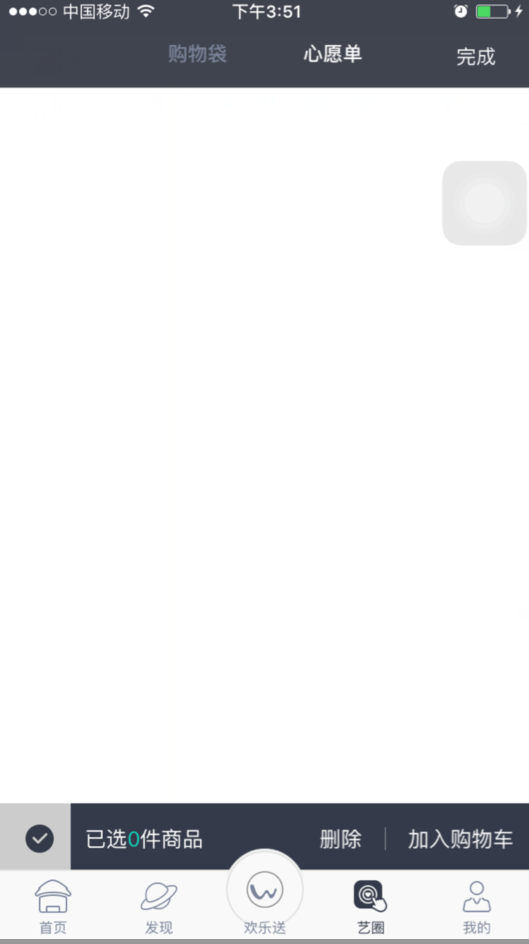 中国移动 下午3:51
购物袋 心愿单 完成
已选0件商品 删除 加入购物车
首页 发现 欢乐送 艺圈 我的